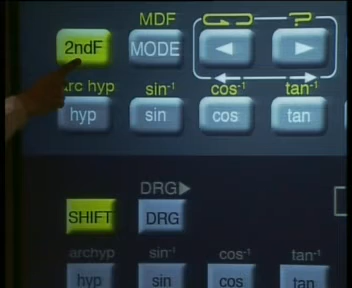 MDF
2ndF MODE
arc hyp sin-1 cos-1 tan-1
hyp sin cos tan
DRG▶
SHIFT DRG
archyp sin-1 cos-1 tan-1
hyp sin cos tan